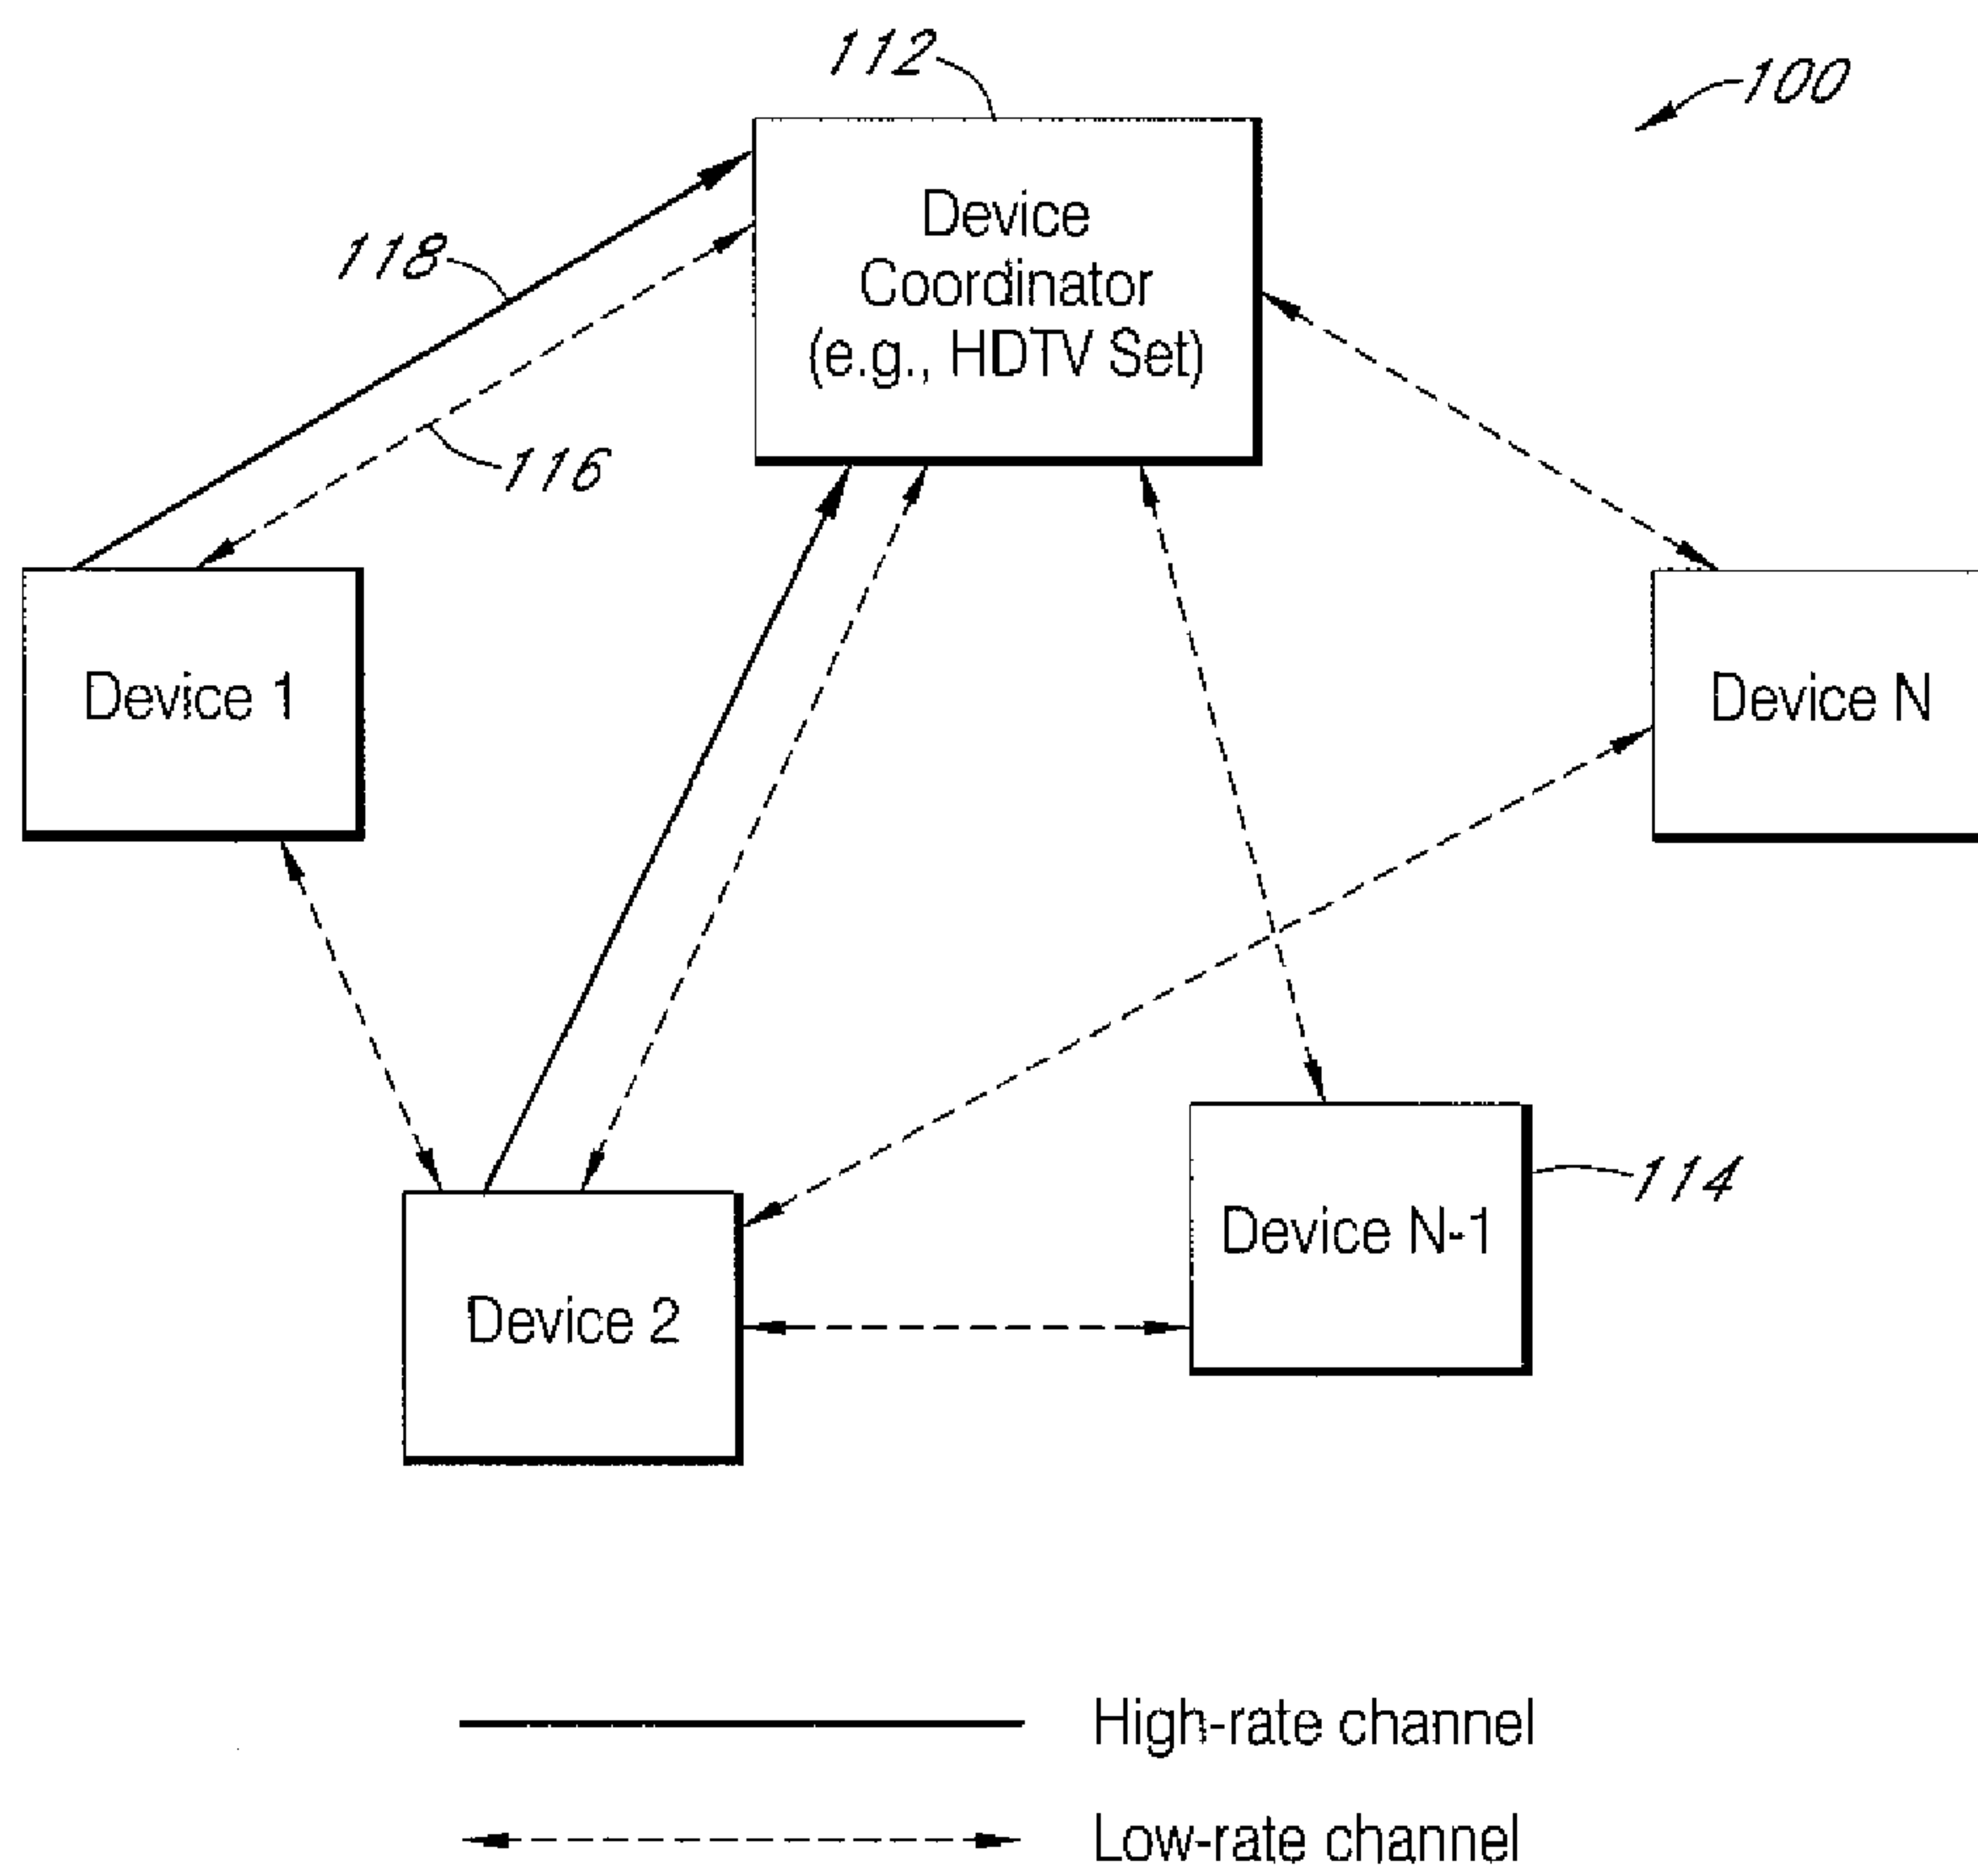 112
100
Device
Coordinator
(e.g., HDTV Set)
118
116
Device 1
Device N
114
Device N-1
Device 2
High-rate channel
Low-rate channel